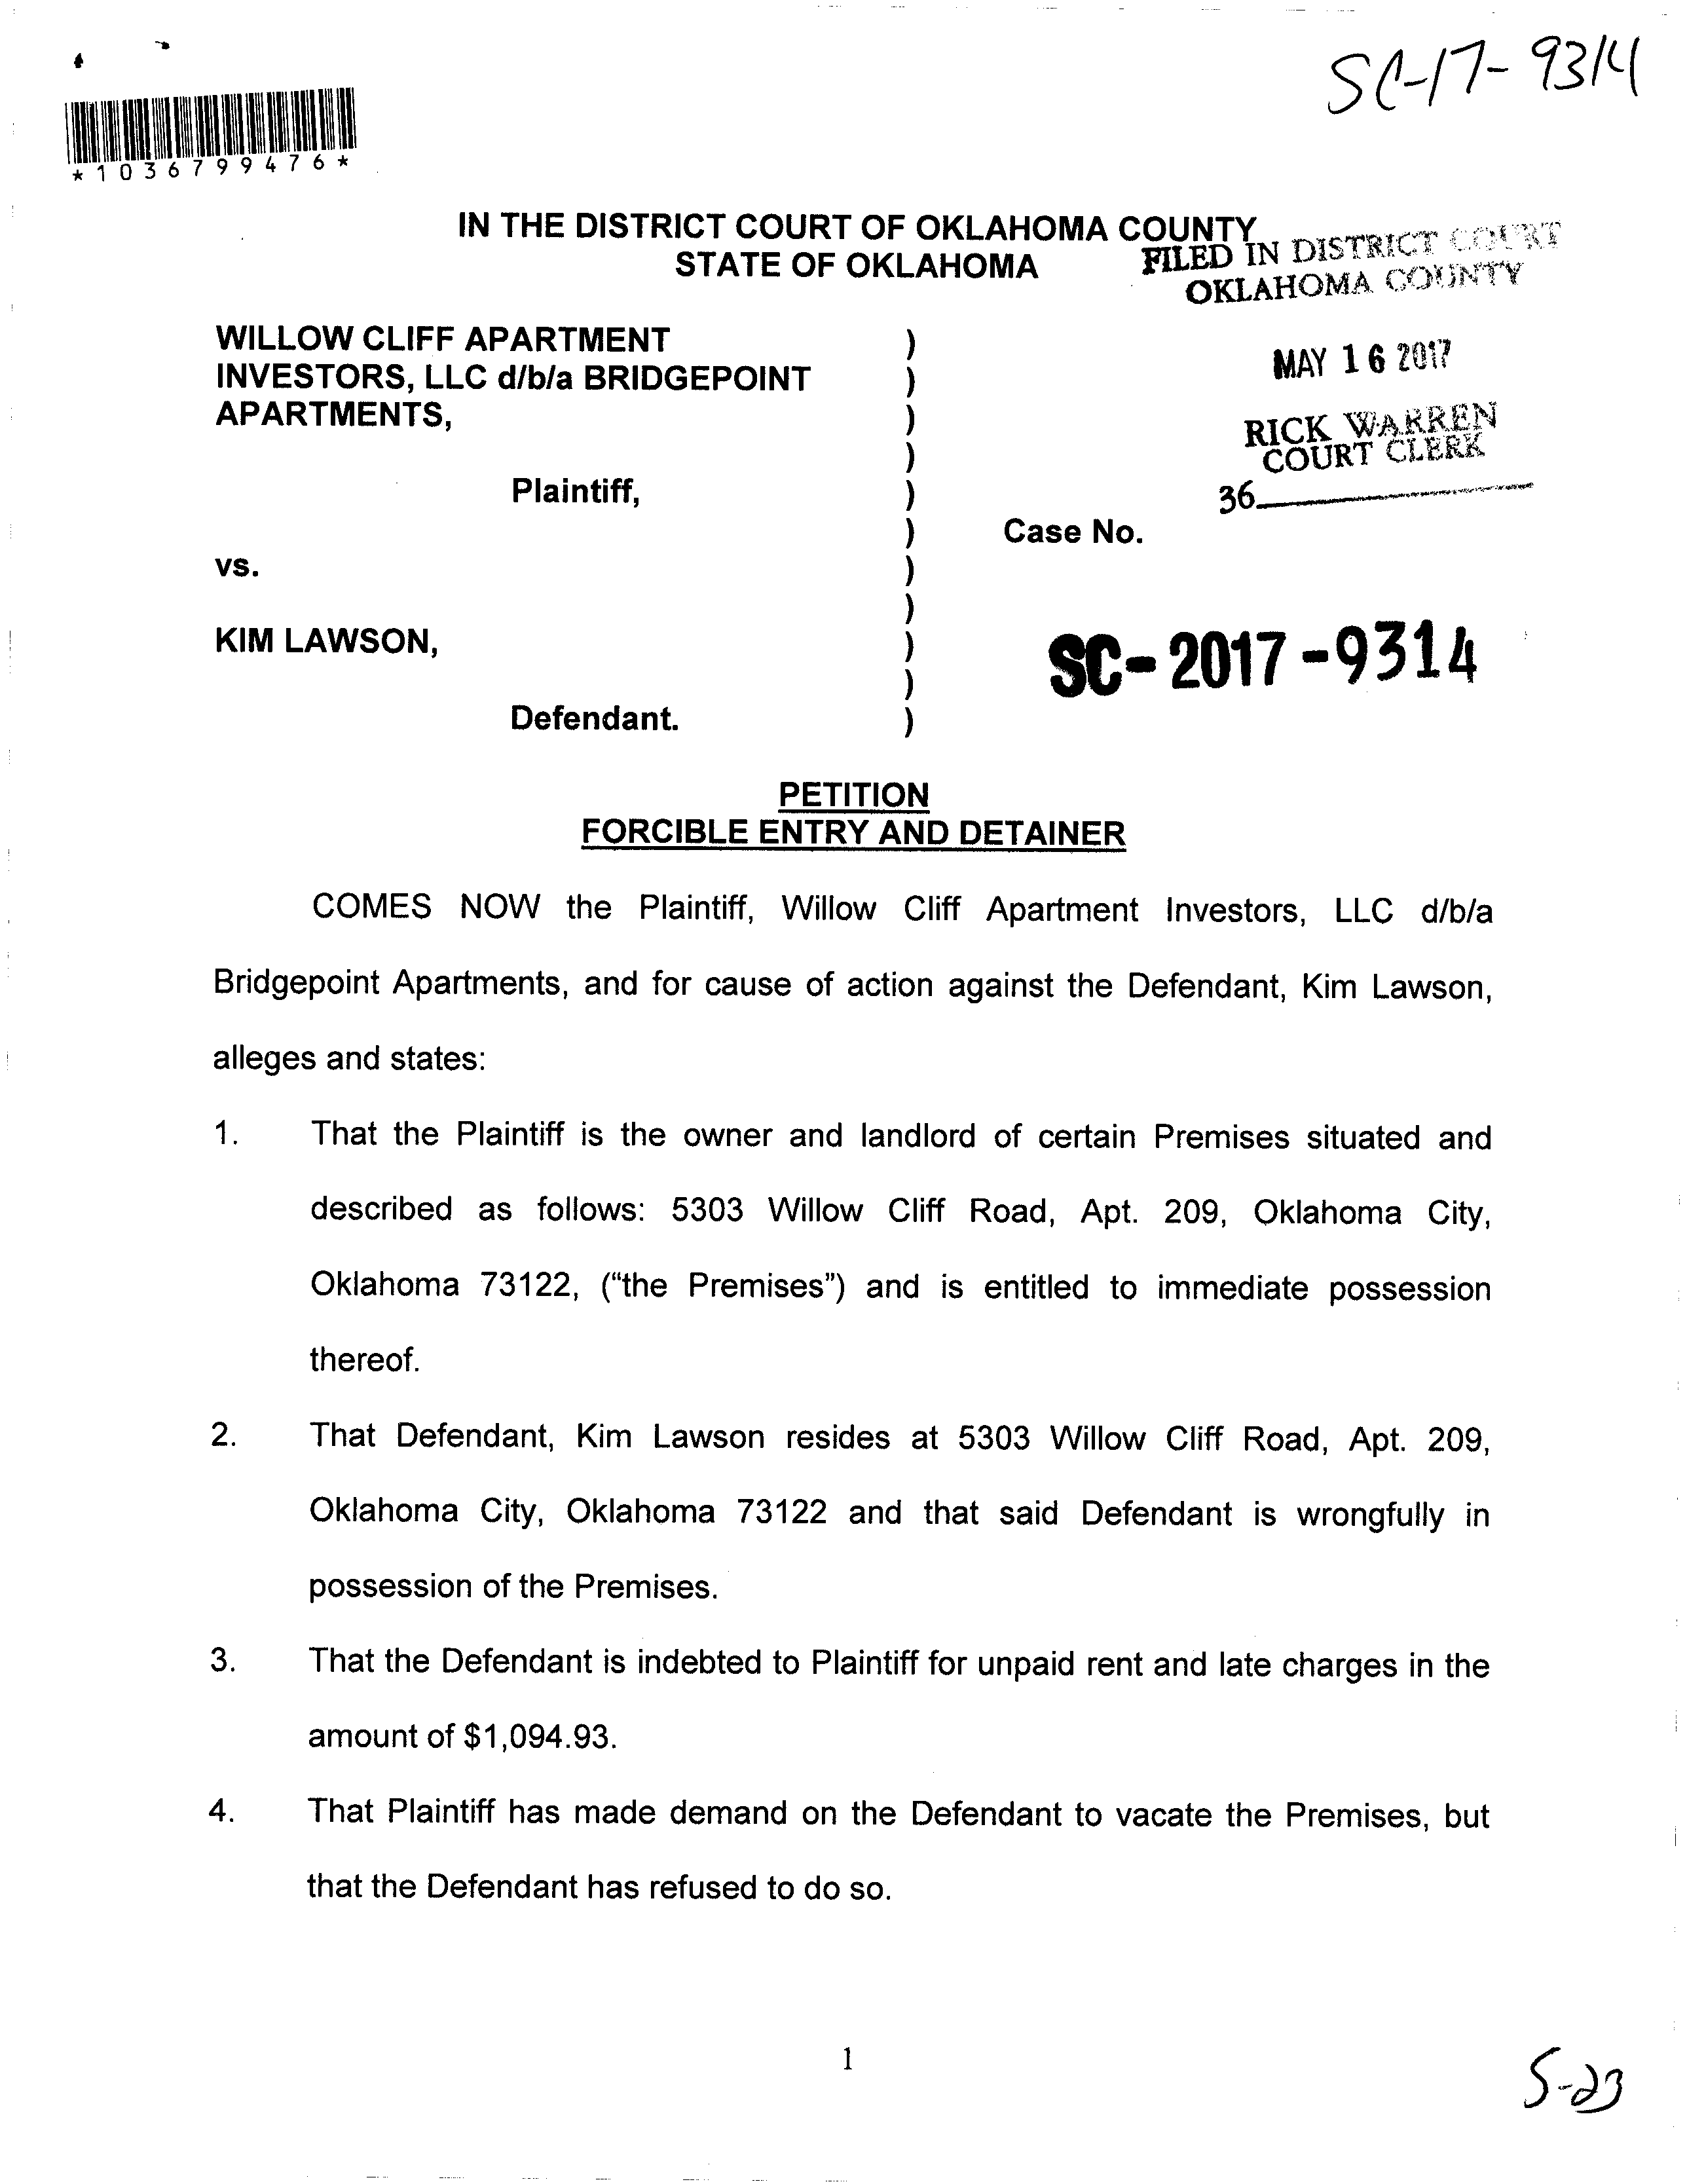 SC-17-9314
*1036799476*
IN THE DISTRICT COURT OF OKLAHOMA COUNTY
STATE OF OKLAHOMA
FILED IN DISTRICT COURT
OKLAHOMA COUNTY
MAY 16 2017
RICK WARREN
COURT CLERK
36
WILLOW CLIFF APARTMENT )
INVESTORS, LLC d/b/a BRIDGEPOINT )
APARTMENTS, )
)
Plaintiff, )
) Case No.
vs. )
)
KIM LAWSON, ) SC-2017-9314
)
Defendant. )
PETITION
FORCIBLE ENTRY AND DETAINER
COMES NOW the Plaintiff, Willow Cliff Apartment Investors, LLC d/b/a
Bridgepoint Apartments, and for cause of action against the Defendant, Kim Lawson,
alleges and states:
1. That the Plaintiff is the owner and landlord of certain Premises situated and
described as follows: 5303 Willow Cliff Road, Apt. 209, Oklahoma City,
Oklahoma 73122, (“the Premises”) and is entitled to immediate possession
thereof.
2. That Defendant, Kim Lawson resides at 5303 Willow Cliff Road, Apt. 209,
Oklahoma City, Oklahoma 73122 and that said Defendant is wrongfully in
possession of the Premises.
3. That the Defendant is indebted to Plaintiff for unpaid rent and late charges in the
amount of $1,094.93.
4. That Plaintiff has made demand on the Defendant to vacate the Premises, but
that the Defendant has refused to do so.
1
5-23